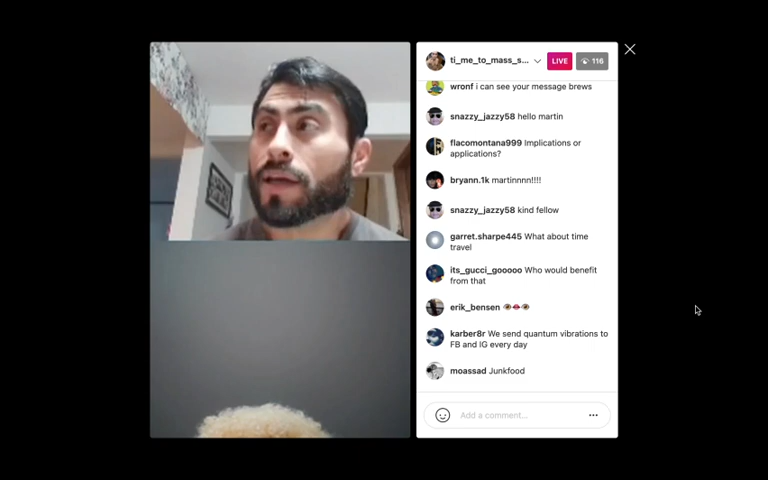 ti_me_to_mass_s...
LIVE
116
wronf i can see your message brews
snazzy_jazzy58 hello martin
flacomontana999 Implications or
applications?
bryann.1k martinnnn!!!!
snazzy_jazzy58 kind fellow
garret.sharpe445 What about time
travel
its_gucci_gooooo Who would benefit
from that
erik_bensen 👁️👄👁️
karber8r We send quantum vibrations to
FB and IG every day
moassad Junkfood
Add a comment...